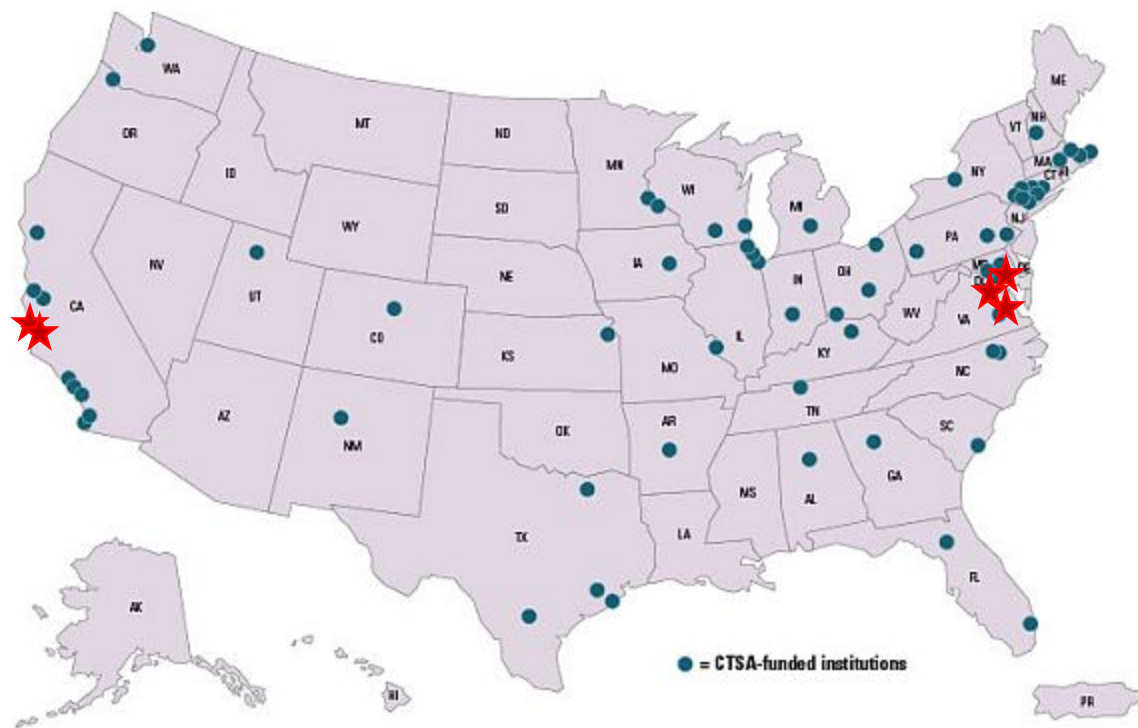 WA
ME
MT
ND
VT
NH
OR
MN
ID
WI
NY
MA
SD
CT
RI
MI
WY
NJ
PA
IA
NE
OH
NV
IN
UT
CA
IL
WV
VA
CO
KS
KY
MO
NC
TN
AZ
OK
AR
NM
SC
GA
MS
AL
LA
TX
FL
AK
= CTSA-funded institutions
HI
PR